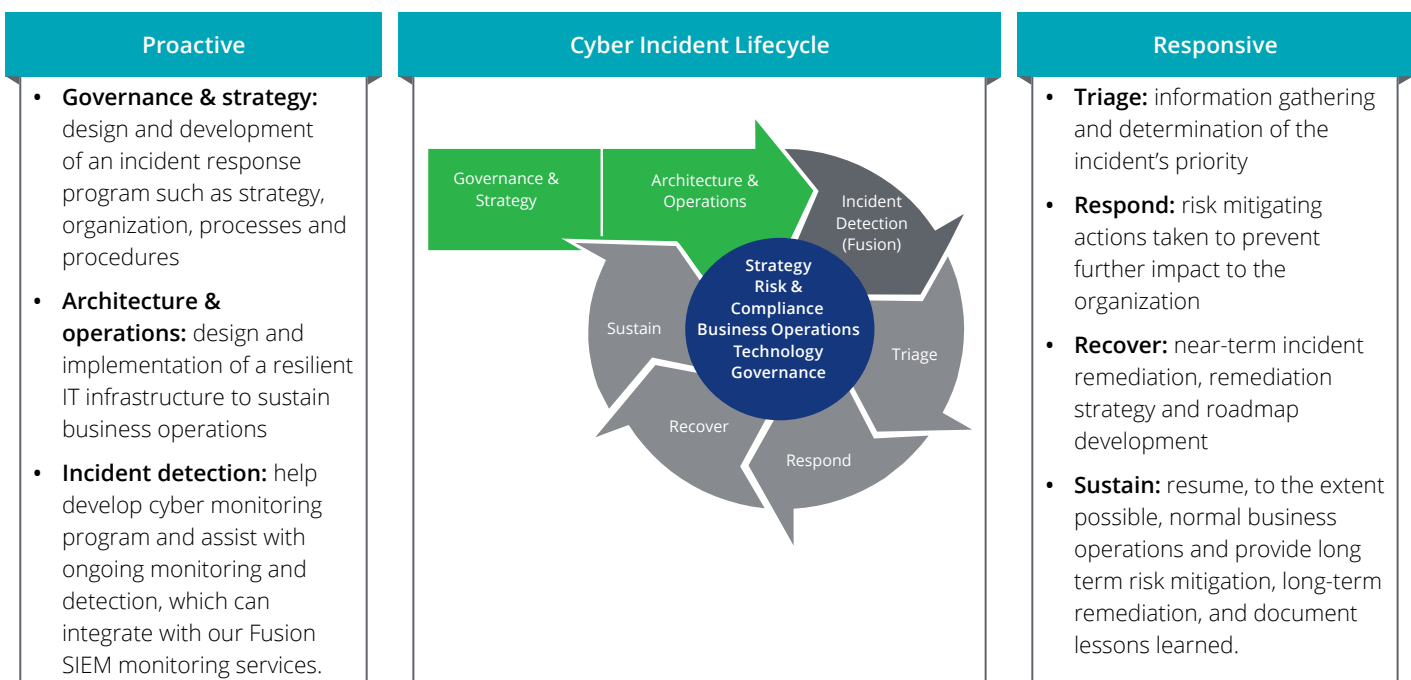 Proactive
• Governance & strategy:
design and development
of an incident response
program such as strategy,
organization, processes and
procedures
• Architecture &
operations: design and
implementation of a resilient
IT infrastructure to sustain
business operations
• Incident detection: help
develop cyber monitoring
program and assist with
ongoing monitoring and
detection, which can
integrate with our Fusion
SIEM monitoring services.
Cyber Incident Lifecycle
Governance &
Strategy
Architecture &
Operations
Incident
Detection
(Fusion)
Triage
Respond
Recover
Sustain
Strategy
Risk &
Compliance
Business Operations
Technology
Governance
Responsive
• Triage: information gathering
and determination of the
incident’s priority
• Respond: risk mitigating
actions taken to prevent
further impact to the
organization
• Recover: near-term incident
remediation, remediation
strategy and roadmap
development
• Sustain: resume, to the extent
possible, normal business
operations and provide long
term risk mitigation, long-term
remediation, and document
lessons learned.